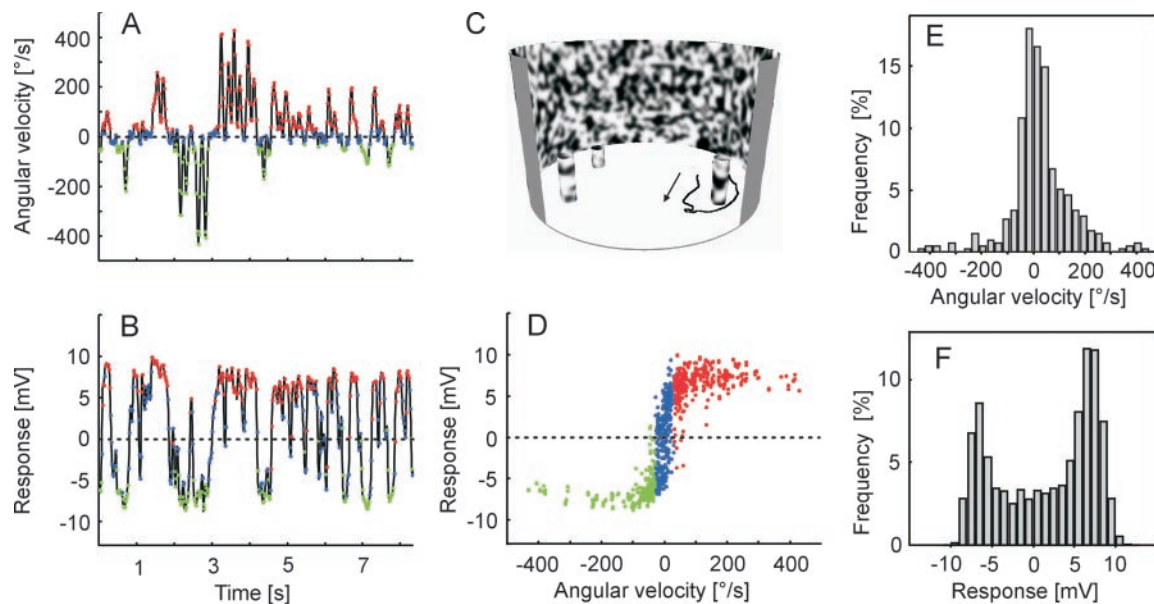 A
Angular velocity [°/s]
400
200
0
-200
-400
B
Response [mV]
10
5
0
-5
-10
1 3 5 7
Time [s]
C
D
Response [mV]
10
5
0
-5
-10
-400 -200 0 200 400
Angular velocity [°/s]
E
Frequency [%]
15
10
5
0
-400 -200 0 200 400
Angular velocity [°/s]
F
Frequency [%]
10
5
0
-10 -5 0 5 10
Response [mV]